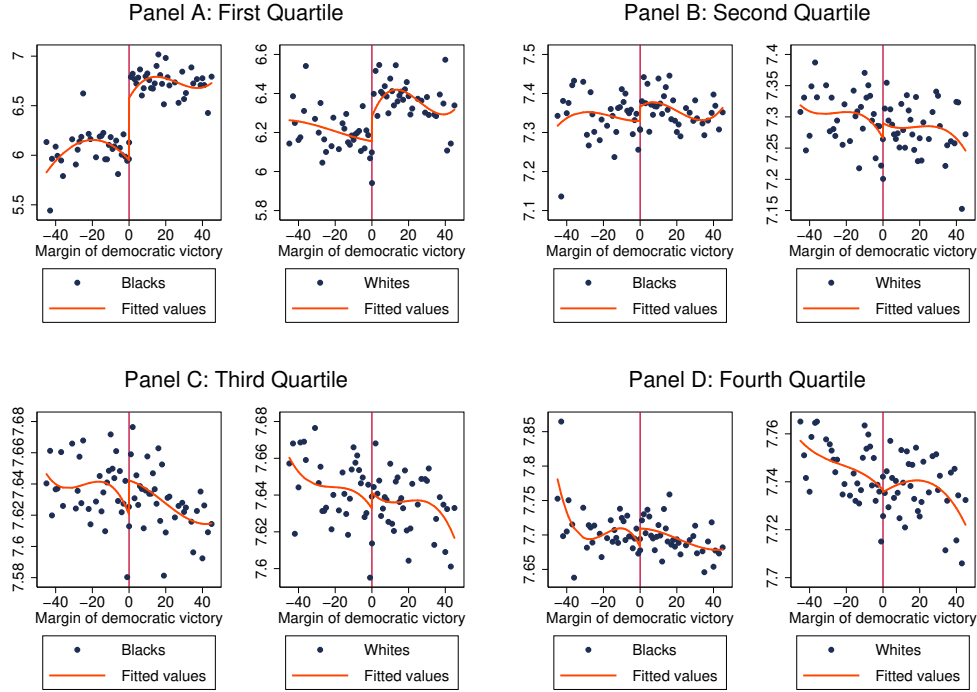 Panel A: First Quartile
Panel B: Second Quartile
7
6.5
6
5.5
−40 −20 0 20 40
Margin of democratic victory
Blacks
Fitted values
6.6
6.4
6.2
6
5.8
−40 −20 0 20 40
Margin of democratic victory
Whites
Fitted values
7.5
7.4
7.3
7.2
7.1
−40 −20 0 20 40
Margin of democratic victory
Blacks
Fitted values
7.4
7.35
7.3
7.25
7.2
7.15
−40 −20 0 20 40
Margin of democratic victory
Whites
Fitted values
Panel C: Third Quartile
Panel D: Fourth Quartile
7.68
7.66
7.64
7.62
7.6
7.58
−40 −20 0 20 40
Margin of democratic victory
Blacks
Fitted values
7.68
7.66
7.64
7.62
7.6
−40 −20 0 20 40
Margin of democratic victory
Whites
Fitted values
7.85
7.8
7.75
7.7
7.65
−40 −20 0 20 40
Margin of democratic victory
Blacks
Fitted values
7.76
7.74
7.72
7.7
−40 −20 0 20 40
Margin of democratic victory
Whites
Fitted values